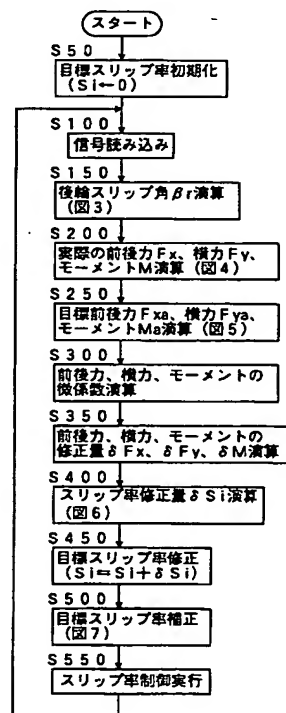 スタート
S50
目標スリップ率初期化
(Si←0)
S100
信号読み込み
S150
後輪スリップ角βr演算
(図3)
S200
実際の前後力Fx、横力Fy、
モーメントM演算(図4)
S250
目標前後力Fxa、横力Fya、
モーメントMa演算(図5)
S300
前後力、横力、モーメントの
微係数演算
S350
前後力、横力、モーメントの
修正量δFx、δFy、δM演算
S400
スリップ率修正量δSi演算
(図6)
S450
目標スリップ率修正
(Si=Si+δSi)
S500
目標スリップ率補正
(図7)
S550
スリップ率制御実行